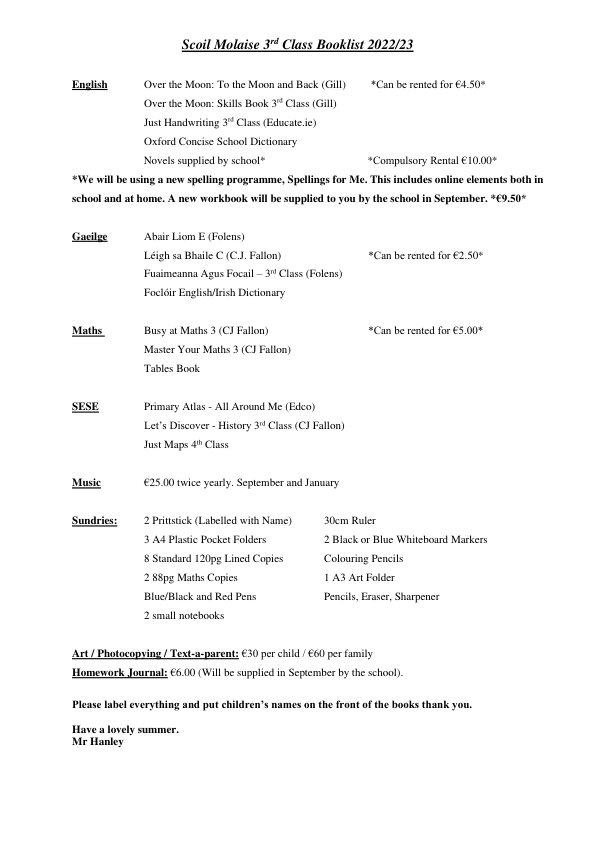 Scoil Molaise 3rd Class Booklist 2022/23
English Over the Moon: To the Moon and Back (Gill) *Can be rented for €4.50*
Over the Moon: Skills Book 3rd Class (Gill)
Just Handwriting 3rd Class (Educate.ie)
Oxford Concise School Dictionary
Novels supplied by school* *Compulsory Rental €10.00*
*We will be using a new spelling programme, Spellings for Me. This includes online elements both in
school and at home. A new workbook will be supplied to you by the school in September. *€9.50*
Gaeilge Abair Liom E (Folens)
Léigh sa Bhaile C (C.J. Fallon) *Can be rented for €2.50*
Fuaimeanna Agus Focail – 3rd Class (Folens)
Foclóir English/Irish Dictionary
Maths Busy at Maths 3 (CJ Fallon) *Can be rented for €5.00*
Master Your Maths 3 (CJ Fallon)
Tables Book
SESE Primary Atlas - All Around Me (Edco)
Let's Discover - History 3rd Class (CJ Fallon)
Just Maps 4th Class
Music €25.00 twice yearly. September and January
Sundries: 2 Prittstick (Labelled with Name) 30cm Ruler
3 A4 Plastic Pocket Folders 2 Black or Blue Whiteboard Markers
8 Standard 120pg Lined Copies Colouring Pencils
2 88pg Maths Copies 1 A3 Art Folder
Blue/Black and Red Pens Pencils, Eraser, Sharpener
2 small notebooks
Art / Photocopying / Text-a-parent: €30 per child / €60 per family
Homework Journal: €6.00 (Will be supplied in September by the school).
Please label everything and put children's names on the front of the books thank you.
Have a lovely summer.
Mr Hanley